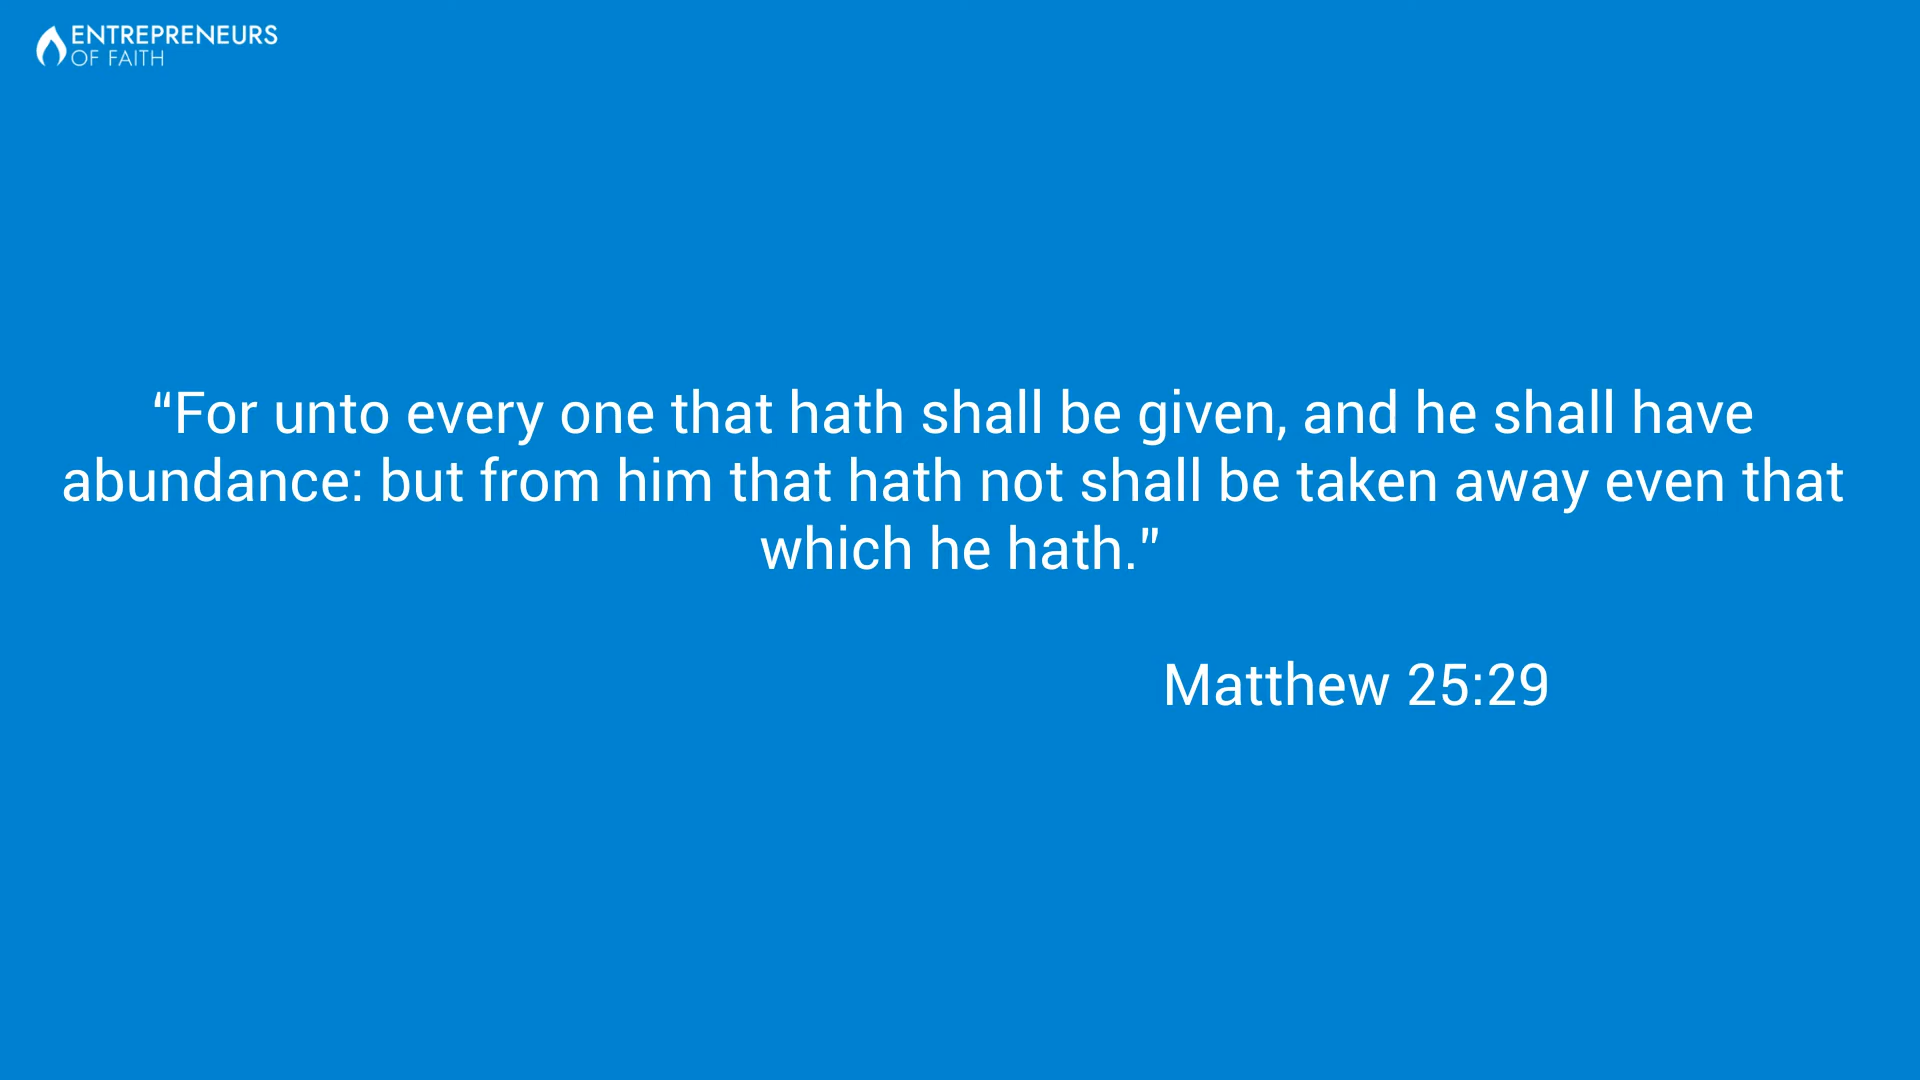 ENTREPRENEURS
OF FAITH
“For unto every one that hath shall be given, and he shall have
abundance: but from him that hath not shall be taken away even that
which he hath.”
Matthew 25:29